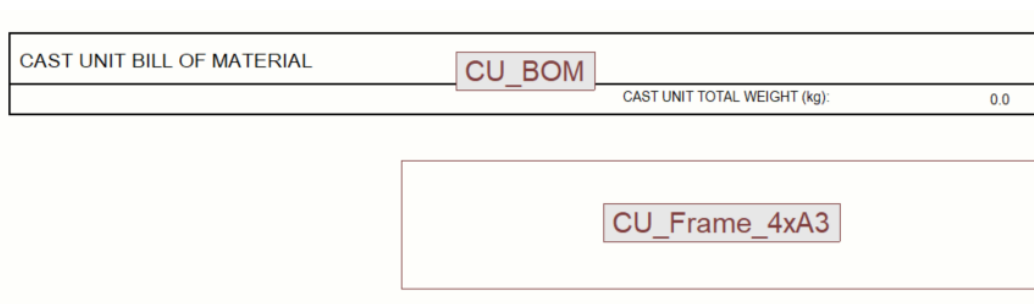 CAST UNIT BILL OF MATERIAL
CU_BOM
CAST UNIT TOTAL WEIGHT (kg): 0.0
CU_Frame_4xA3